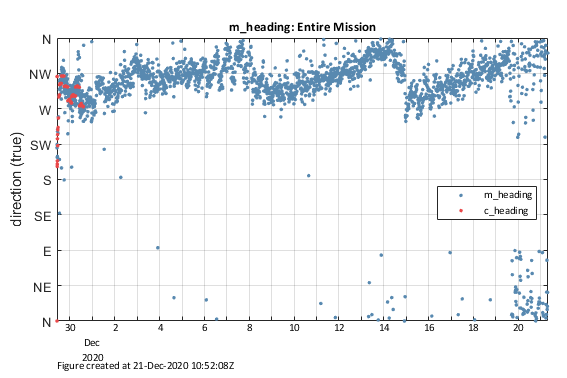 m_heading: Entire Mission
N
NW
W
SW
S
SE
E
NE
N
direction (true)
m_heading
c_heading
30 2 4 6 8 10 12 14 16 18 20
Dec
2020
Figure created at 21-Dec-2020 10:52:08Z